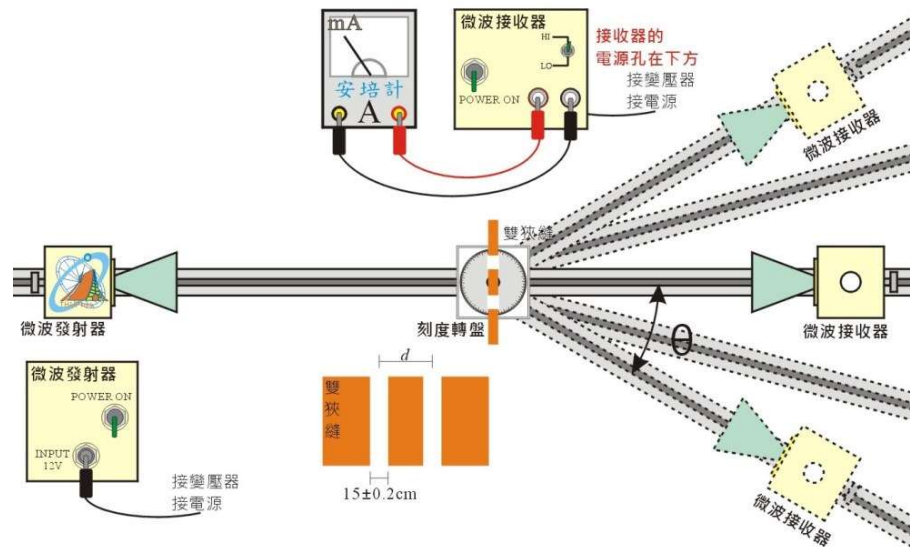 mA
安培計
A
微波接收器
HI
LO
POWER ON
接收器的
電源孔在下方
接變壓器
接電源
微波接收器
雙狹縫
微波發射器
刻度轉盤
微波接收器
θ
微波發射器
POWER ON
INPUT
12V
接變壓器
接電源
d
雙狹縫
15±0.2cm
微波接收器